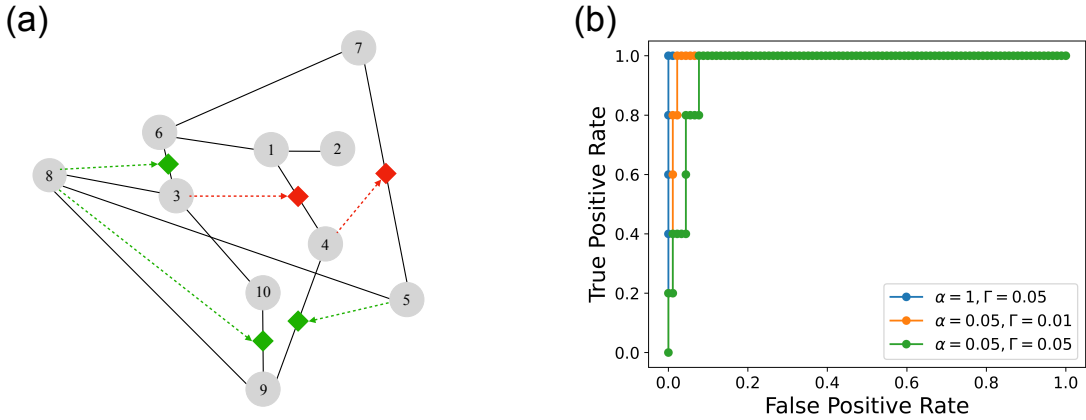 (a)
7
6
1
2
8
3
4
10
5
9
(b)
True Positive Rate
1.0
0.8
0.6
0.4
0.2
0.0
α = 1, Γ = 0.05
α = 0.05, Γ = 0.01
α = 0.05, Γ = 0.05
0.0 0.2 0.4 0.6 0.8 1.0
False Positive Rate